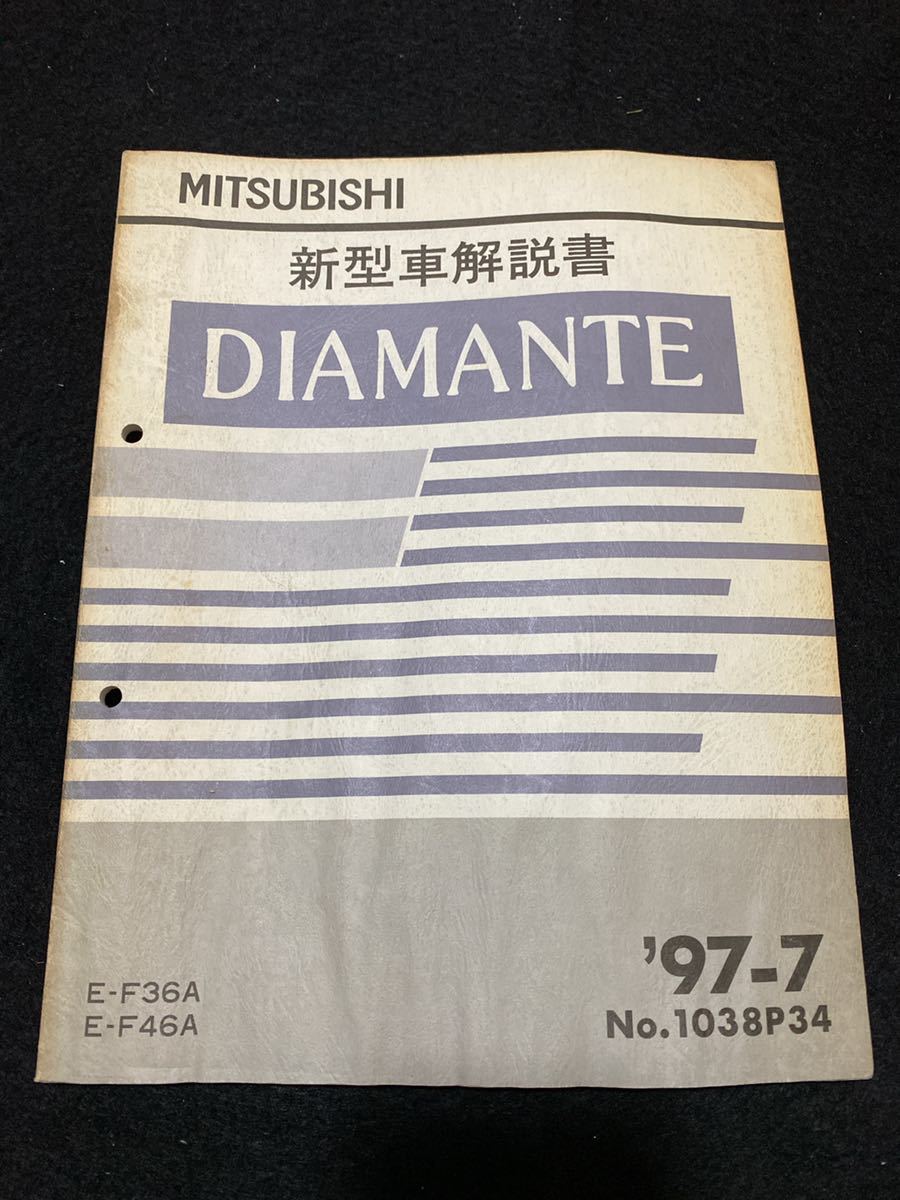 MITSUBISHI
新型車解説書
DIAMANTE
E-F36A
E-F46A
'97-7
No.1038P34